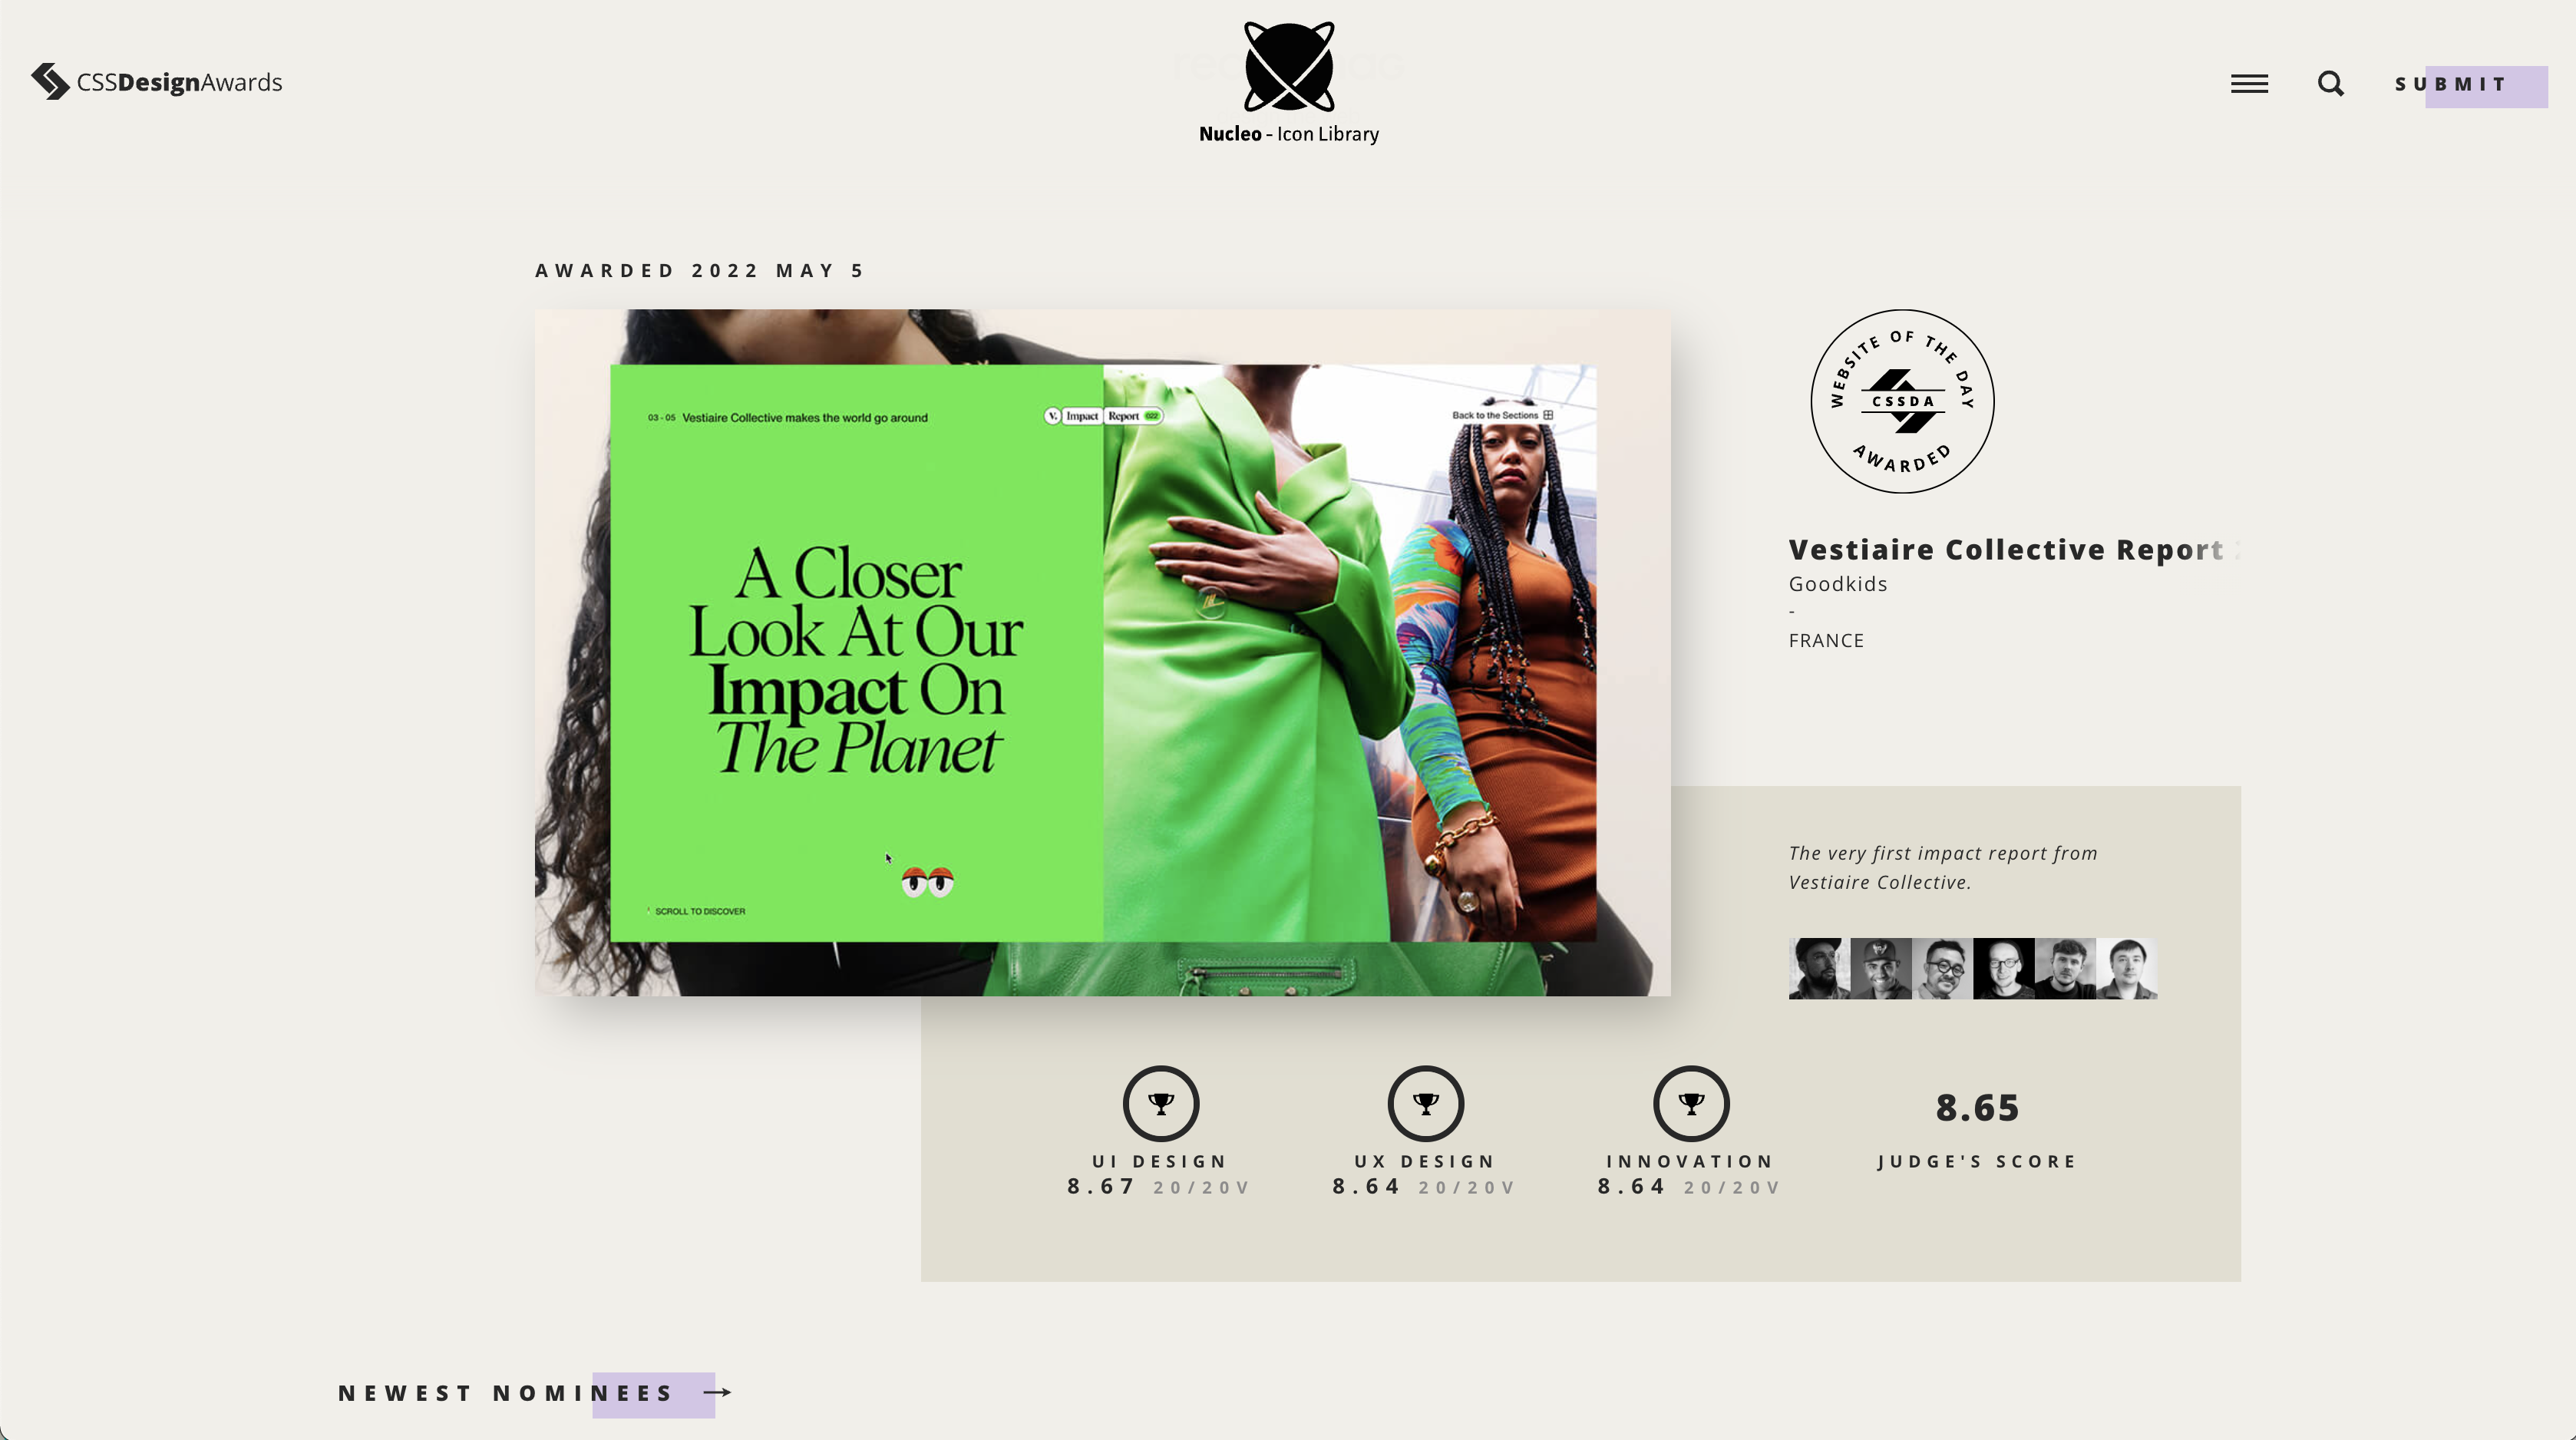 CSSDesignAwards
Nucleo - Icon Library
SUBMIT
AWARDED 2022 MAY 5
03 - 05 Vestiaire Collective makes the world go around
V. Impact Report 022
Back to the Sections
A Closer
Look At Our
Impact On
The Planet
SCROLL TO DISCOVER
WEBSITE OF THE DAY
CSSDA
AWARDED
Vestiaire Collective Report
Goodkids
-
FRANCE
The very first impact report from
Vestiaire Collective.
UI DESIGN
8.67 20/20V
UX DESIGN
8.64 20/20V
INNOVATION
8.64 20/20V
8.65
JUDGE'S SCORE
NEWEST NOMINEES →